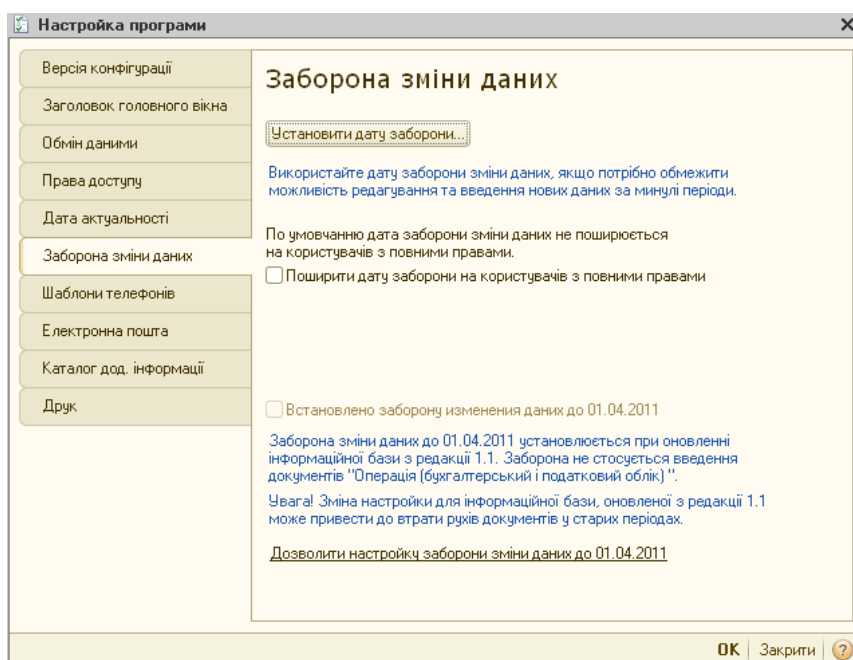 Настройка програми
Версія конфігурації
Заголовок головного вікна
Обмін даними
Права доступу
Дата актуальності
Заборона зміни даних
Шаблони телефонів
Електронна пошта
Каталог дод. інформації
Друк
Заборона зміни даних
Установити дату заборони...
Використайте дату заборони зміни даних, якщо потрібно обмежити
можливість редагування та введення нових даних за минулі періоди.
По умовчанню дата заборони зміни даних не поширюється
на користувачів з повними правами.
Поширити дату заборони на користувачів з повними правами
Встановлено заборону изменения даних до 01.04.2011
Заборона зміни даних до 01.04.2011 установлюється при оновленні
інформаційної бази з редакції 1.1. Заборона не стосується введення
документів "Операція (бухгалтерський і податковий облік) ".
Увага! Зміна настройки для інформаційної бази, оновленої з редакції 1.1
може привести до втрати рухів документів у старих періодах.
Дозволити настройку заборони зміни даних до 01.04.2011
OK Закрити ?